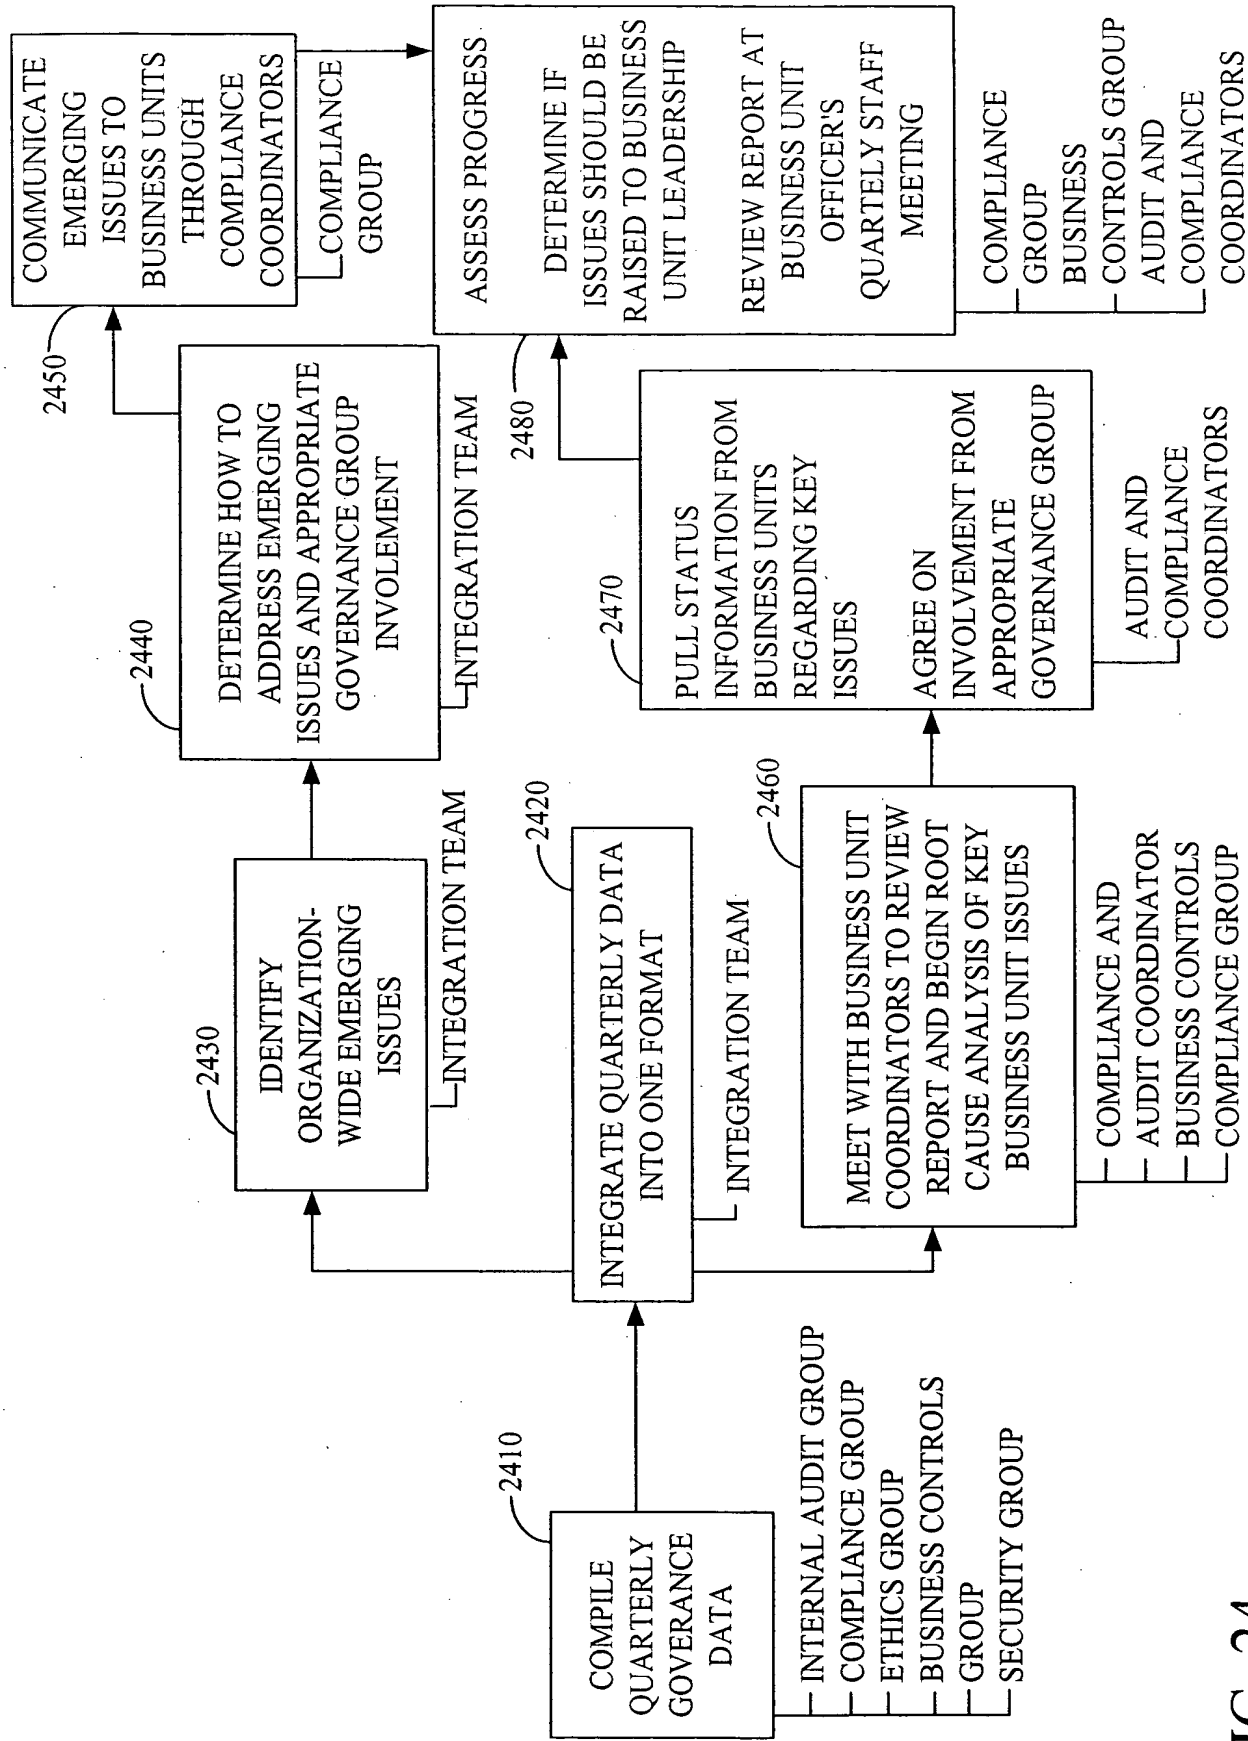 2410
COMPILE
QUARTERLY
GOVERANCE
DATA
INTERNAL AUDIT GROUP
COMPLIANCE GROUP
ETHICS GROUP
BUSINESS CONTROLS
GROUP
SECURITY GROUP
2420
INTEGRATE QUARTERLY DATA
INTO ONE FORMAT
INTEGRATION TEAM
2430
IDENTIFY
ORGANIZATION-
WIDE EMERGING
ISSUES
INTEGRATION TEAM
2440
DETERMINE HOW TO
ADDRESS EMERGING
ISSUES AND APPROPRIATE
GOVERNANCE GROUP
INVOLEMENT
INTEGRATION TEAM
2450
COMMUNICATE
EMERGING
ISSUES TO
BUSINESS UNITS
THROUGH
COMPLIANCE
COORDINATORS
COMPLIANCE
GROUP
2460
MEET WITH BUSINESS UNIT
COORDINATORS TO REVIEW
REPORT AND BEGIN ROOT
CAUSE ANALYSIS OF KEY
BUSINESS UNIT ISSUES
COMPLIANCE AND
AUDIT COORDINATOR
BUSINESS CONTROLS
COMPLIANCE GROUP
2470
PULL STATUS
INFORMATION FROM
BUSINESS UNITS
REGARDING KEY
ISSUES
AGREE ON
INVOLVEMENT FROM
APPROPRIATE
GOVERNANCE GROUP
AUDIT AND
COMPLIANCE
COORDINATORS
2480
ASSESS PROGRESS
DETERMINE IF
ISSUES SHOULD BE
RAISED TO BUSINESS
UNIT LEADERSHIP
REVIEW REPORT AT
BUSINESS UNIT
OFFICER'S
QUARTELY STAFF
MEETING
COMPLIANCE
GROUP
BUSINESS
CONTROLS GROUP
AUDIT AND
COMPLIANCE
COORDINATORS